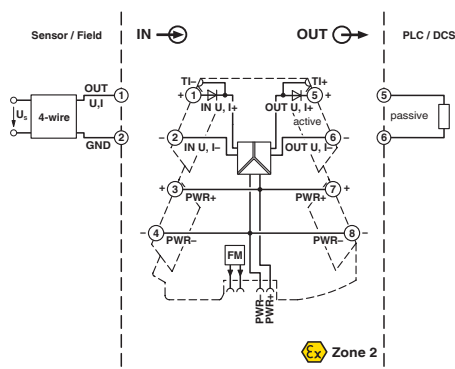 Sensor / Field
IN
OUT
PLC / DCS
TI–
TI+
OUT
1
+ 1
5 +
5
U, I
IN U, I+
OUT U, I+
Us
4-wire
active
passive
2
– 2
IN U, I–
OUT U, I–
6 –
6
GND
+ 3
PWR+
PWR+
7 +
– 4
PWR–
PWR–
8 –
FM
PWR–
PWR+
Ex Zone 2